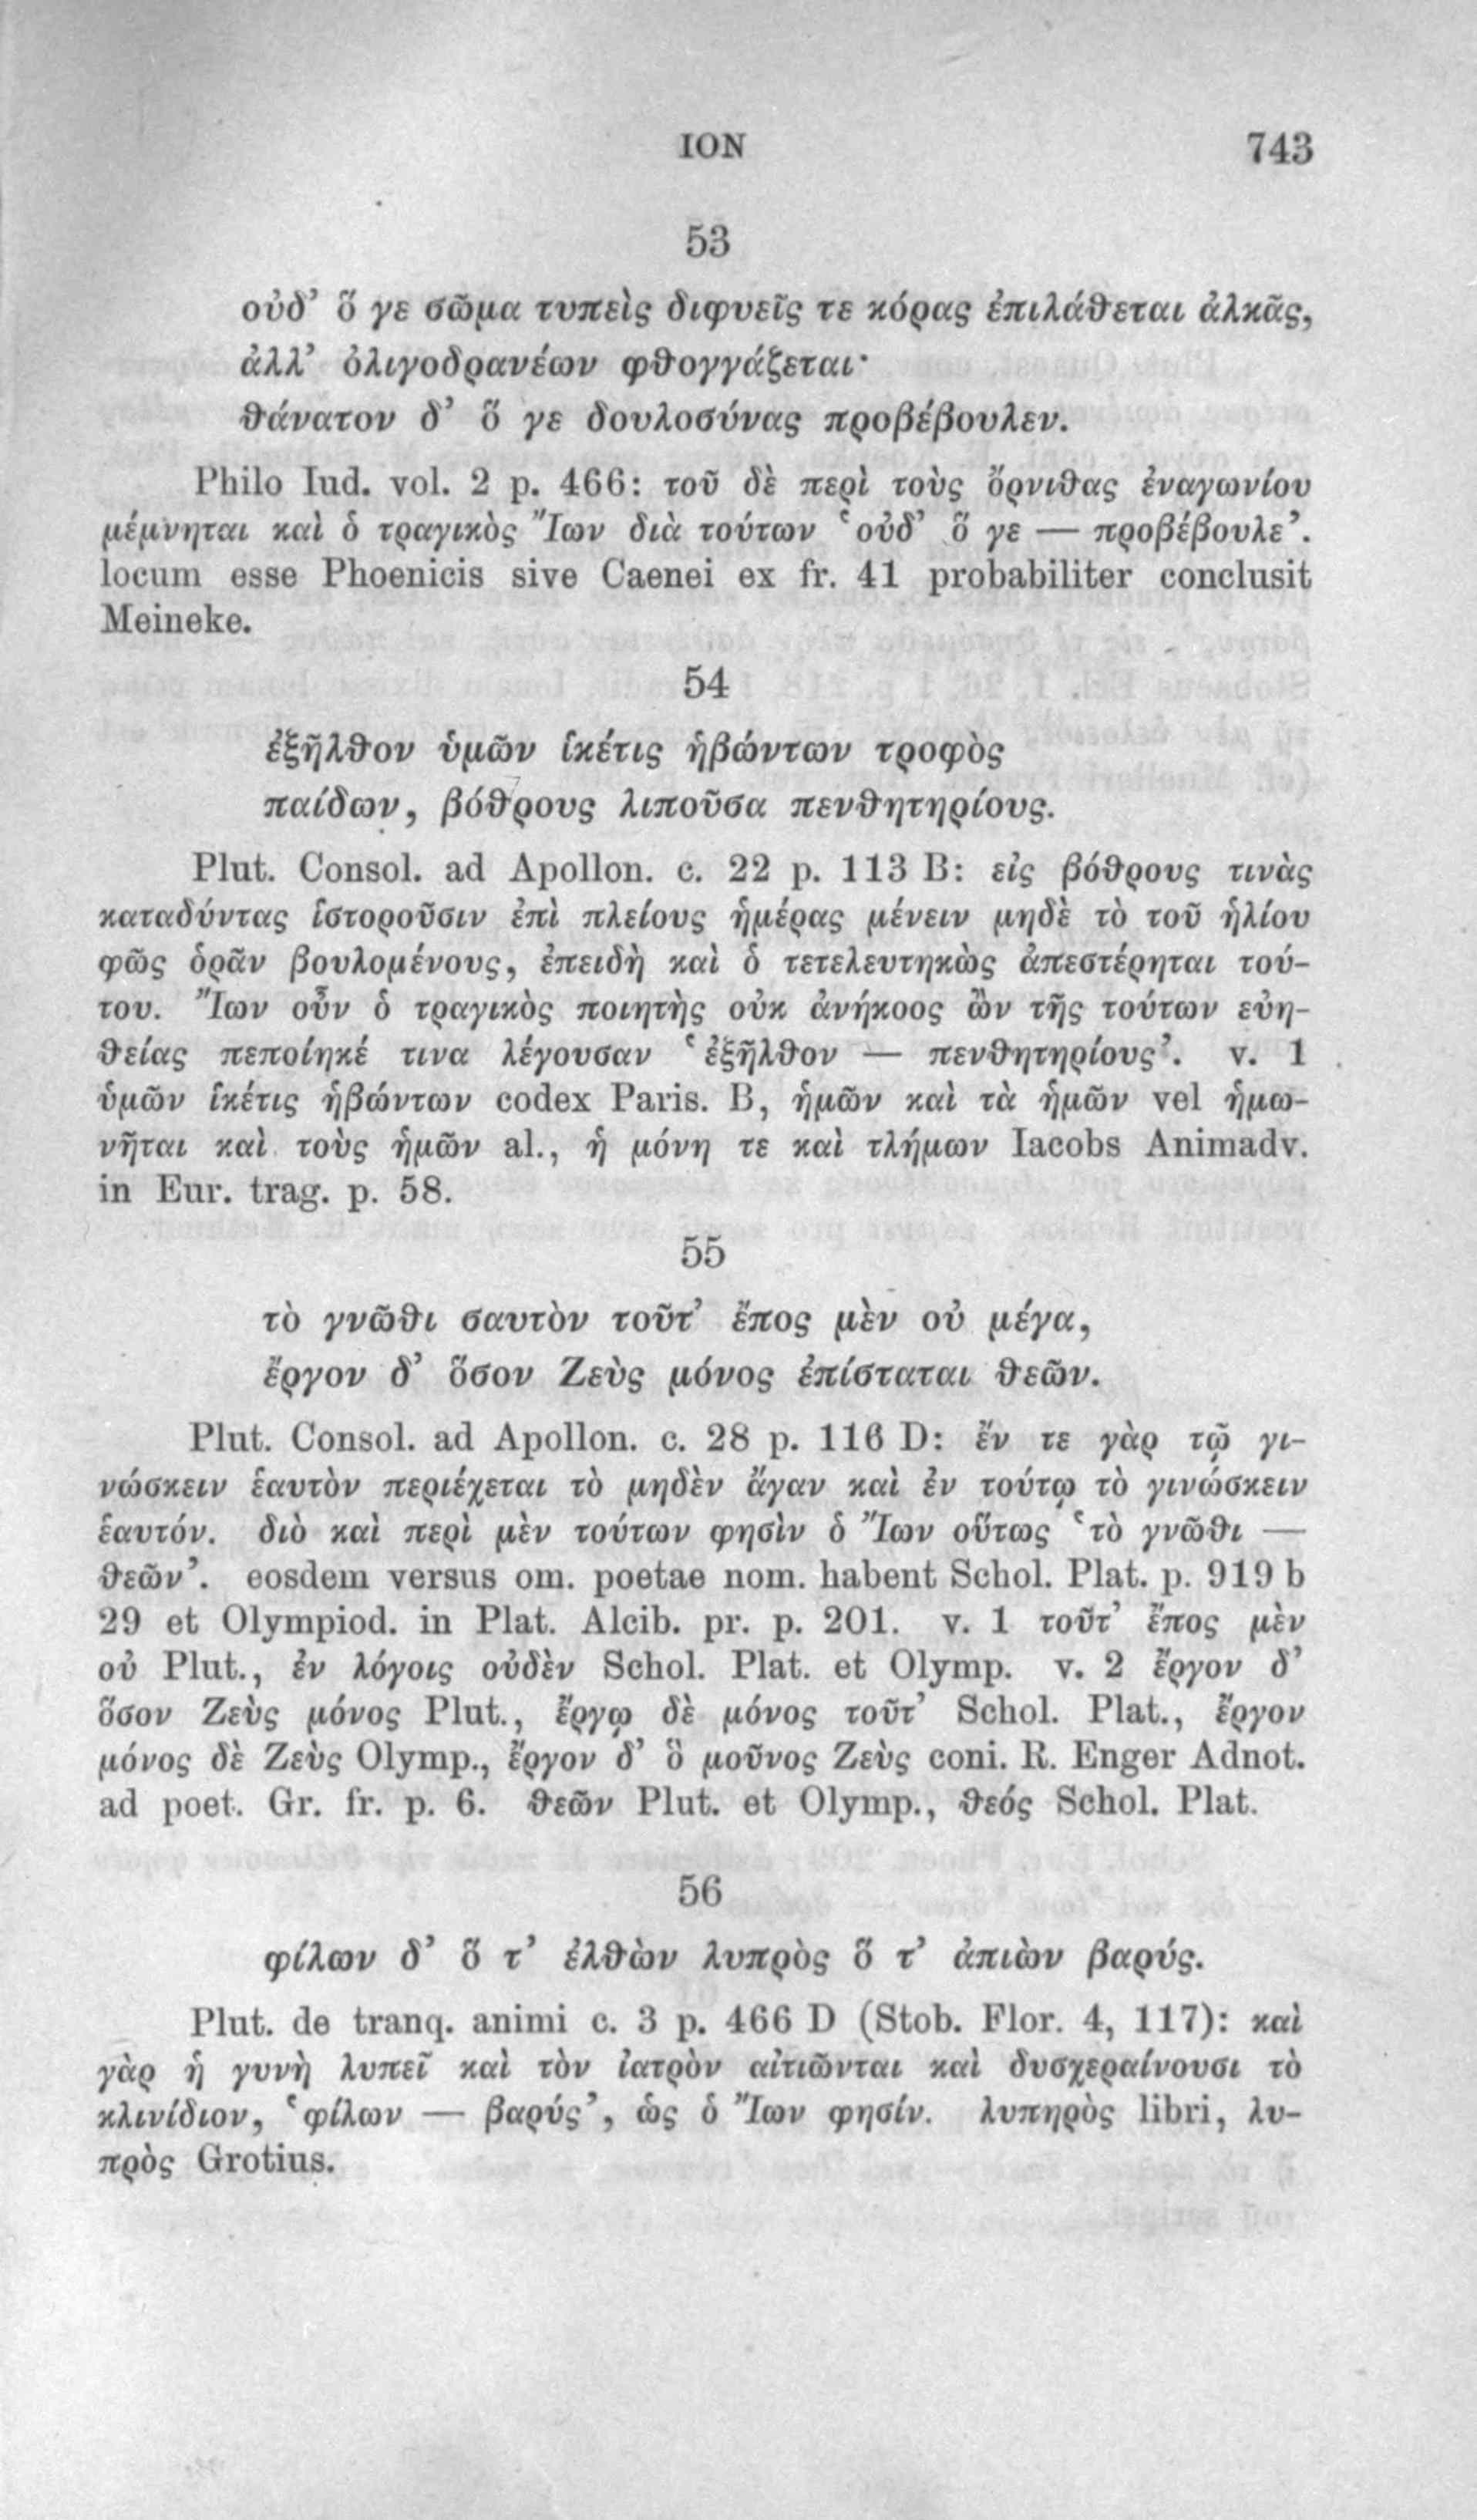 ION 743
53
οὐδ’ ὅ γε σῶμα τυπεὶς διφυεῖς τε κόρας ἐπιλάθεται ἀλκᾶς,
ἀλλ’ ὀλιγοδρανέων φθογγάζεται·
θάνατον δ’ ὅ γε δουλοσύνας προβέβουλεν.
Philo Iud. vol. 2 p. 466: τοῦ δὲ περὶ τοὺς ὄρνιθας ἐναγωνίου
μέμνηται καὶ ὁ τραγικὸς Ἴων διὰ τούτων ‘οὐδ’ ὅ γε — προβέβουλε’.
locum esse Phoenicis sive Caenei ex fr. 41 probabiliter conclusit
Meineke.
54
ἐξῆλθον ὑμῶν ἱκέτις ἡβώντων τροφὸς
παίδων, βόθρους λιποῦσα πενθητηρίους.
Plut. Consol. ad Apollon. c. 22 p. 113 B: εἰς βόθρους τινὰς
καταδύντας ἱστοροῦσιν ἐπὶ πλείους ἡμέρας μένειν μηδὲ τὸ τοῦ ἡλίου
φῶς ὁρᾶν βουλομένους, ἐπειδὴ καὶ ὁ τετελευτηκὼς ἀπεστέρηται τού-
του. Ἴων οὖν ὁ τραγικὸς ποιητὴς οὐκ ἀνήκοος ὢν τῆς τούτων εὐη-
θείας πεποίηκέ τινα λέγουσαν ‘ἐξῆλθον — πενθητηρίους’. v. 1
ὑμῶν ἱκέτις ἡβώντων codex Paris. B, ἡμῶν καὶ τὰ ἡμῶν vel ἡμω-
νῆται καὶ τοὺς ἡμῶν al., ἡ μόνη τε καὶ τλήμων Iacobs Animadv.
in Eur. trag. p. 58.
55
τὸ γνῶθι σαυτὸν τοῦτ’ ἔπος μὲν οὐ μέγα,
ἔργον δ’ ὅσον Ζεὺς μόνος ἐπίσταται θεῶν.
Plut. Consol. ad Apollon. c. 28 p. 116 D: ἔν τε γὰρ τῷ γι-
νώσκειν ἑαυτὸν περιέχεται τὸ μηδὲν ἄγαν καὶ ἐν τούτῳ τὸ γινώσκειν
ἑαυτόν. διὸ καὶ περὶ μὲν τούτων φησὶν ὁ Ἴων οὕτως ‘τὸ γνῶθι —
θεῶν’. eosdem versus om. poetae nom. habent Schol. Plat. p. 919 b
29 et Olympiod. in Plat. Alcib. pr. p. 201. v. 1 τοῦτ’ ἔπος μὲν
οὐ Plut., ἐν λόγοις οὐδὲν Schol. Plat. et Olymp. v. 2 ἔργον δ’
ὅσον Ζεὺς μόνος Plut., ἔργῳ δὲ μόνος τοῦτ’ Schol. Plat., ἔργον
μόνος δὲ Ζεὺς Olymp., ἔργον δ’ ὃ μοῦνος Ζεὺς coni. R. Enger Adnot.
ad poet. Gr. fr. p. 6. θεῶν Plut. et Olymp., θεός Schol. Plat.
56
φίλων δ’ ὅ τ’ ἐλθὼν λυπρὸς ὅ τ’ ἀπιὼν βαρύς.
Plut. de tranq. animi c. 3 p. 466 D (Stob. Flor. 4, 117): καὶ
γὰρ ἡ γυνὴ λυπεῖ καὶ τὸν ἰατρὸν αἰτιῶνται καὶ δυσχεραίνουσι τὸ
κλινίδιον, ‘φίλων — βαρύς’, ὡς ὁ Ἴων φησίν. λυπηρὸς libri, λυ-
πρὸς Grotius.